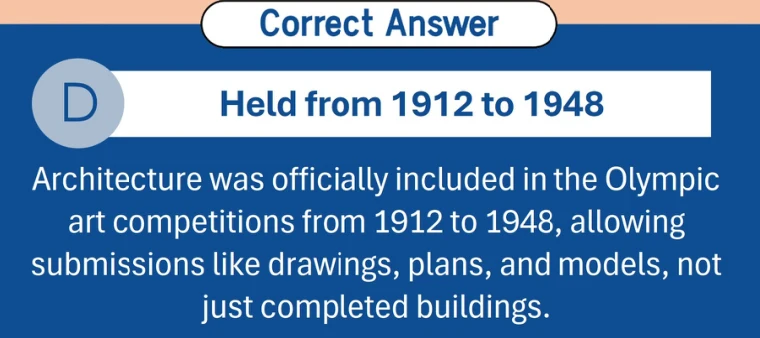 Correct Answer
D
Held from 1912 to 1948
Architecture was officially included in the Olympic
art competitions from 1912 to 1948, allowing
submissions like drawings, plans, and models, not
just completed buildings.